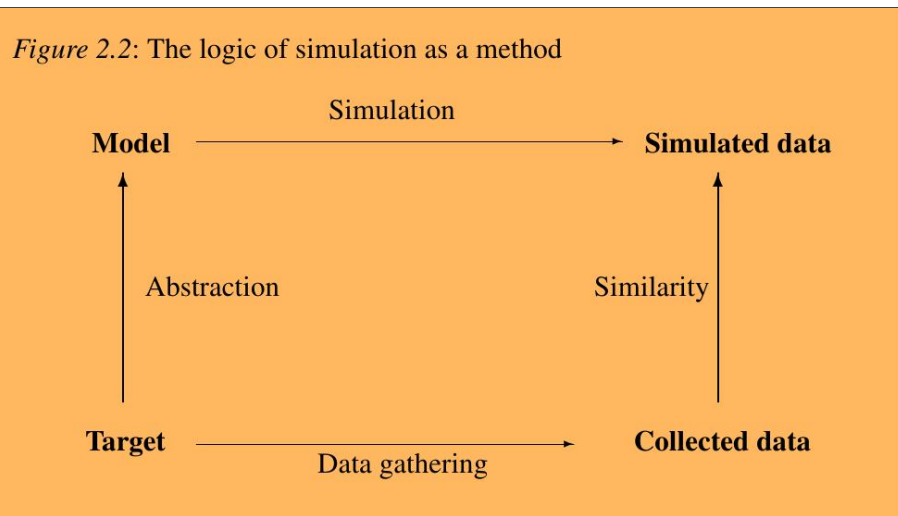 Figure 2.2: The logic of simulation as a method
Simulation
Model
Simulated data
Abstraction
Similarity
Target
Collected data
Data gathering